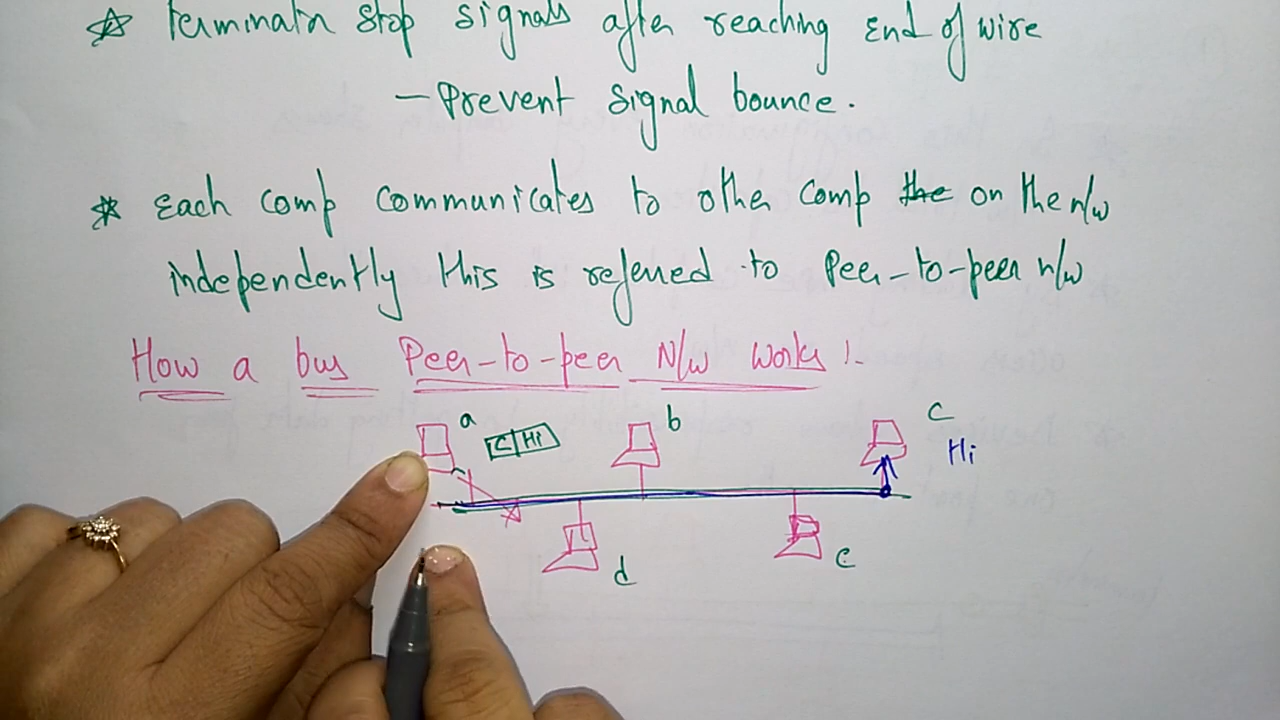 ☆ Terminatn stop signals after reaching End of wire
— Prevent signal bounce.
* Each comp communicates to other comp the on the n/w
independently this is referred to Peer-to-peer n/w
How a bus Peer-to-peer N/w works !-
a C|Hi b C
Hi
d e